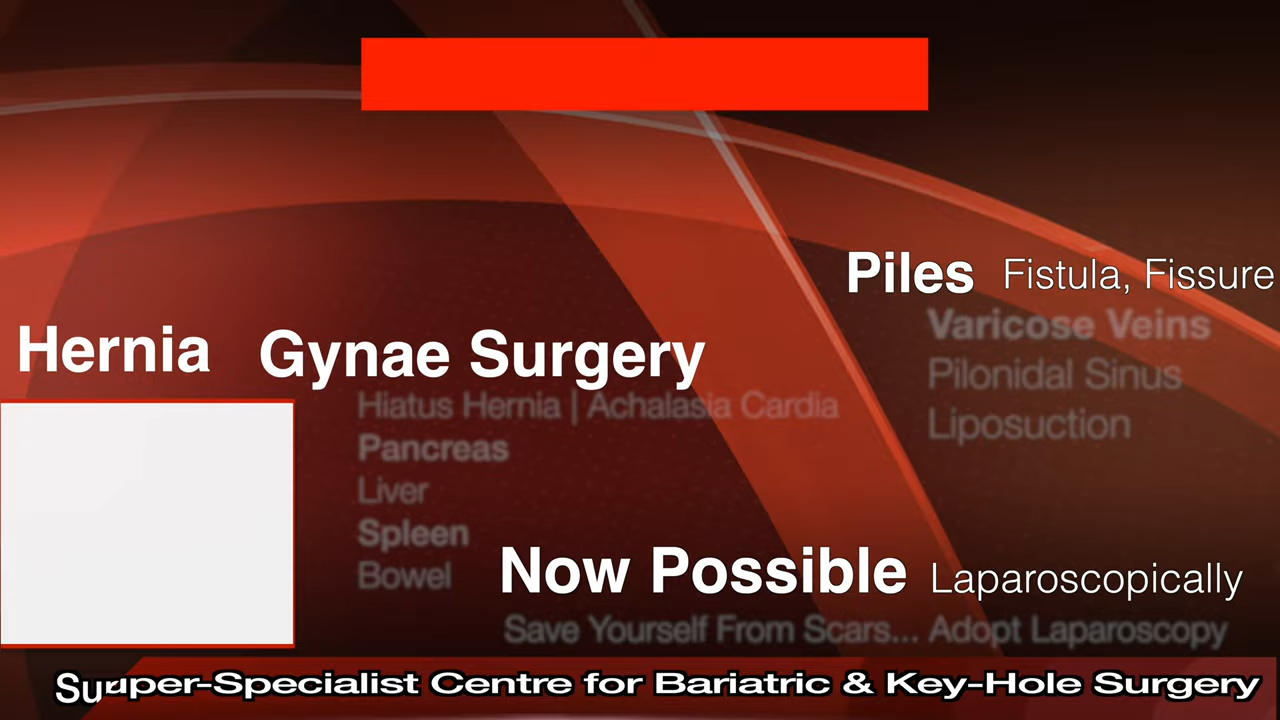 Piles Fistula, Fissure
Varicose Veins
Pilonidal Sinus
Liposuction
Hernia Gynae Surgery
Hiatus Hernia | Achalasia Cardia
Pancreas
Liver
Spleen
Bowel
Now Possible Laparoscopically
Save Yourself From Scars... Adopt Laparoscopy
Super-Specialist Centre for Bariatric & Key-Hole Surgery